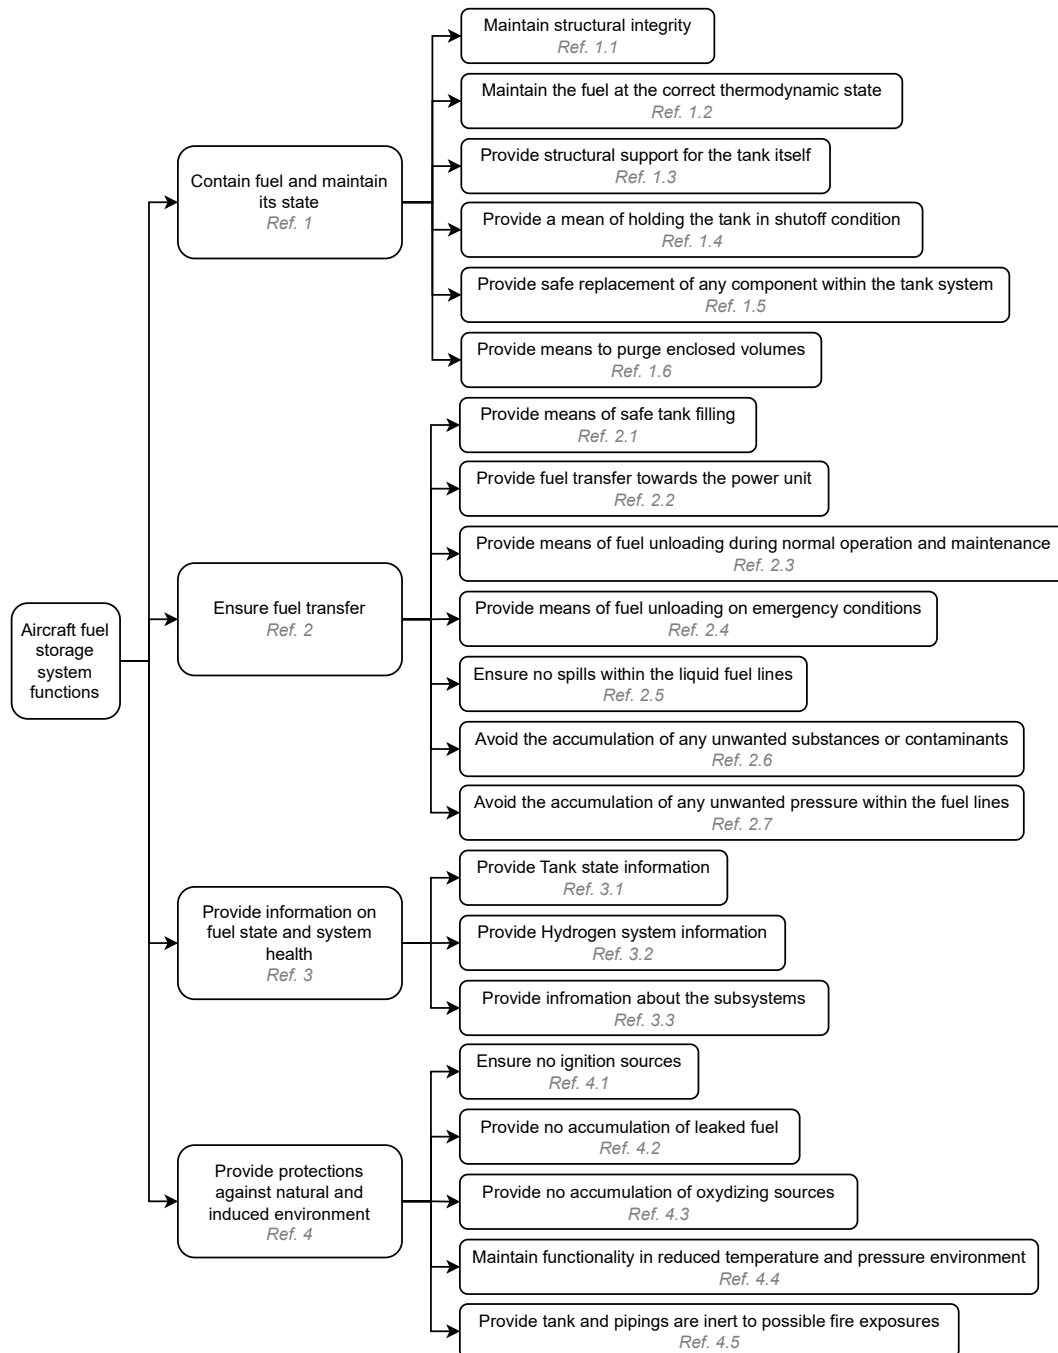 Aircraft fuel
storage
system
functions
Contain fuel and maintain
its state
Ref. 1
Maintain structural integrity
Ref. 1.1
Maintain the fuel at the correct thermodynamic state
Ref. 1.2
Provide structural support for the tank itself
Ref. 1.3
Provide a mean of holding the tank in shutoff condition
Ref. 1.4
Provide safe replacement of any component within the tank system
Ref. 1.5
Provide means to purge enclosed volumes
Ref. 1.6
Ensure fuel transfer
Ref. 2
Provide means of safe tank filling
Ref. 2.1
Provide fuel transfer towards the power unit
Ref. 2.2
Provide means of fuel unloading during normal operation and maintenance
Ref. 2.3
Provide means of fuel unloading on emergency conditions
Ref. 2.4
Ensure no spills within the liquid fuel lines
Ref. 2.5
Avoid the accumulation of any unwanted substances or contaminants
Ref. 2.6
Avoid the accumulation of any unwanted pressure within the fuel lines
Ref. 2.7
Provide information on
fuel state and system
health
Ref. 3
Provide Tank state information
Ref. 3.1
Provide Hydrogen system information
Ref. 3.2
Provide infromation about the subsystems
Ref. 3.3
Provide protections
against natural and
induced environment
Ref. 4
Ensure no ignition sources
Ref. 4.1
Provide no accumulation of leaked fuel
Ref. 4.2
Provide no accumulation of oxydizing sources
Ref. 4.3
Maintain functionality in reduced temperature and pressure environment
Ref. 4.4
Provide tank and pipings are inert to possible fire exposures
Ref. 4.5